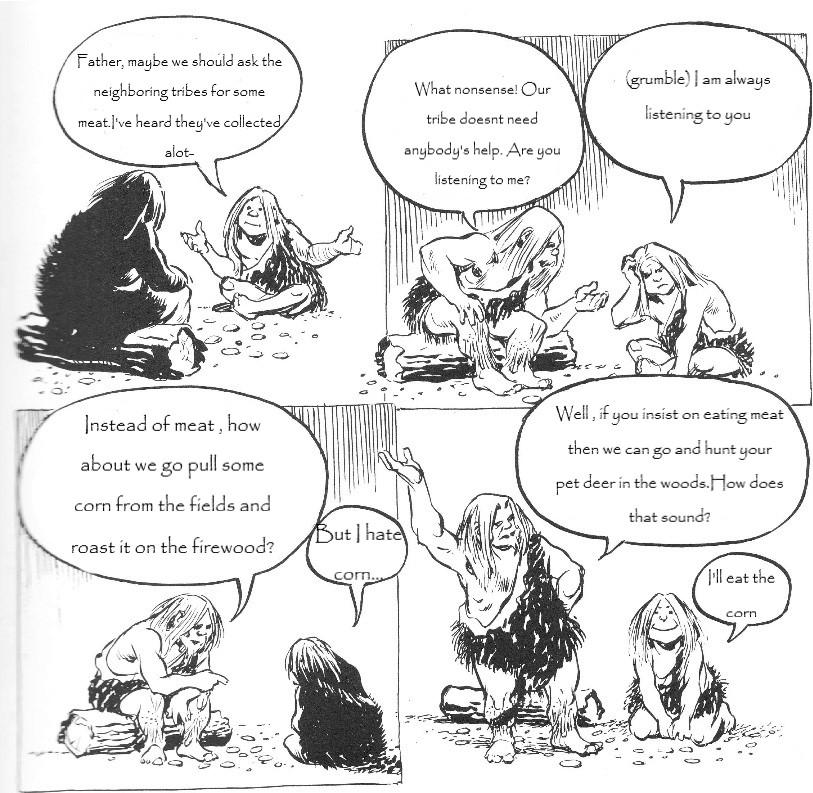 Father, maybe we should ask the
neighboring tribes for some
meat.I've heard they've collected
alot-
What nonsense! Our
tribe doesnt need
anybody's help. Are you
listening to me?
(grumble) I am always
listening to you
Instead of meat , how
about we go pull some
corn from the fields and
roast it on the firewood?
But I hate
corn...
Well , if you insist on eating meat
then we can go and hunt your
pet deer in the woods.How does
that sound?
I'll eat the
corn